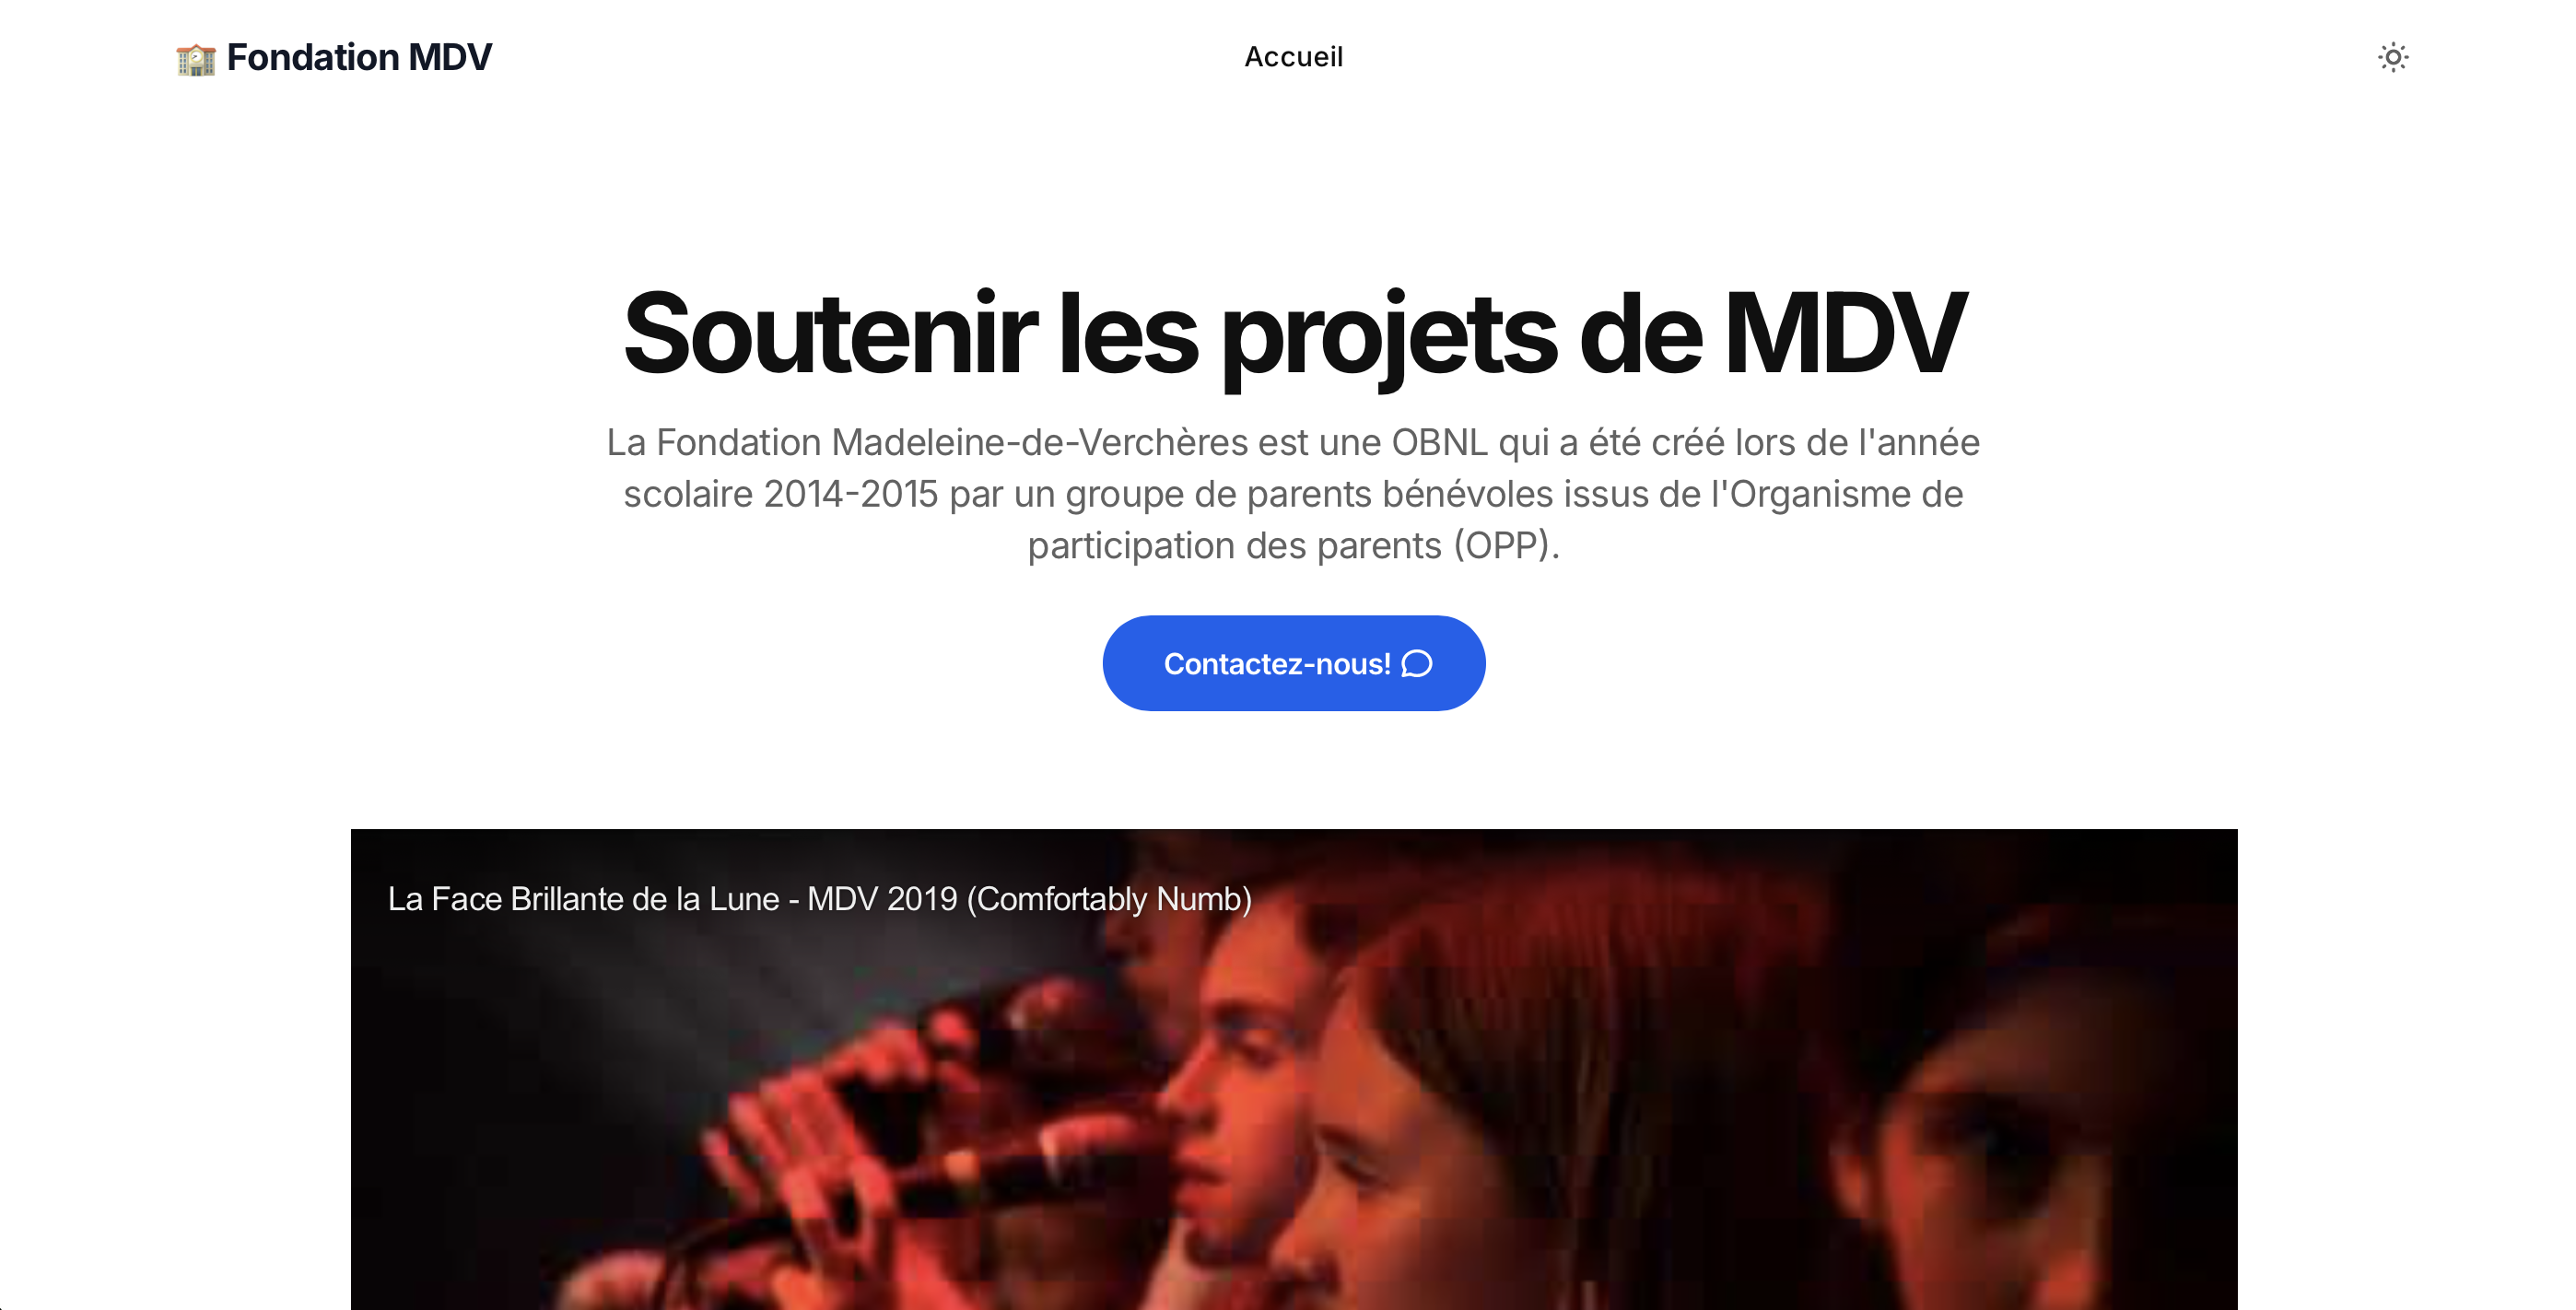 Fondation MDV
Accueil
Soutenir les projets de MDV
La Fondation Madeleine-de-Verchères est une OBNL qui a été créé lors de l'année
scolaire 2014-2015 par un groupe de parents bénévoles issus de l'Organisme de
participation des parents (OPP).
Contactez-nous!
La Face Brillante de la Lune - MDV 2019 (Comfortably Numb)